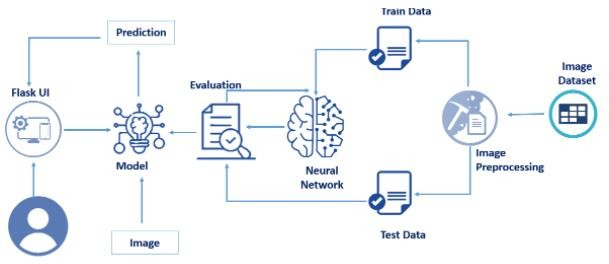 Train Data
Prediction
Image
Dataset
Evaluation
Flask UI
Model
Neural
Network
Image
Preprocessing
Image
Test Data